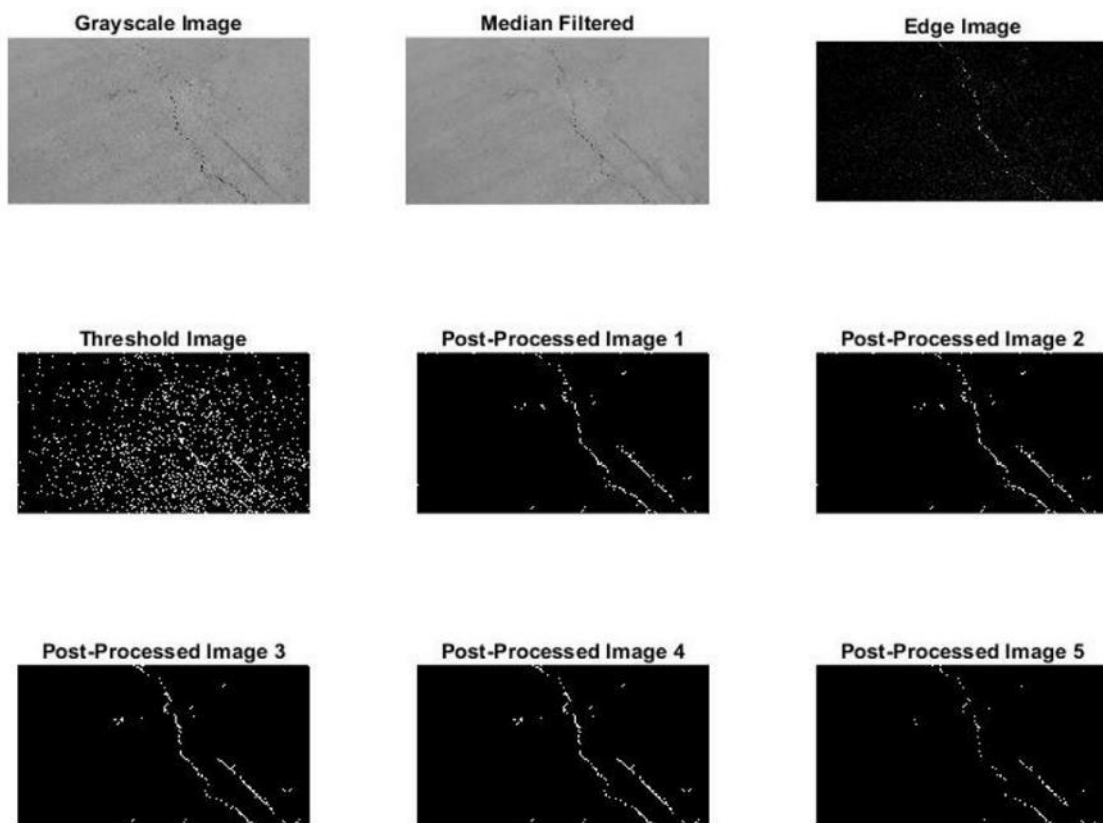 Grayscale Image
Median Filtered
Edge Image
Threshold Image
Post-Processed Image 1
Post-Processed Image 2
Post-Processed Image 3
Post-Processed Image 4
Post-Processed Image 5